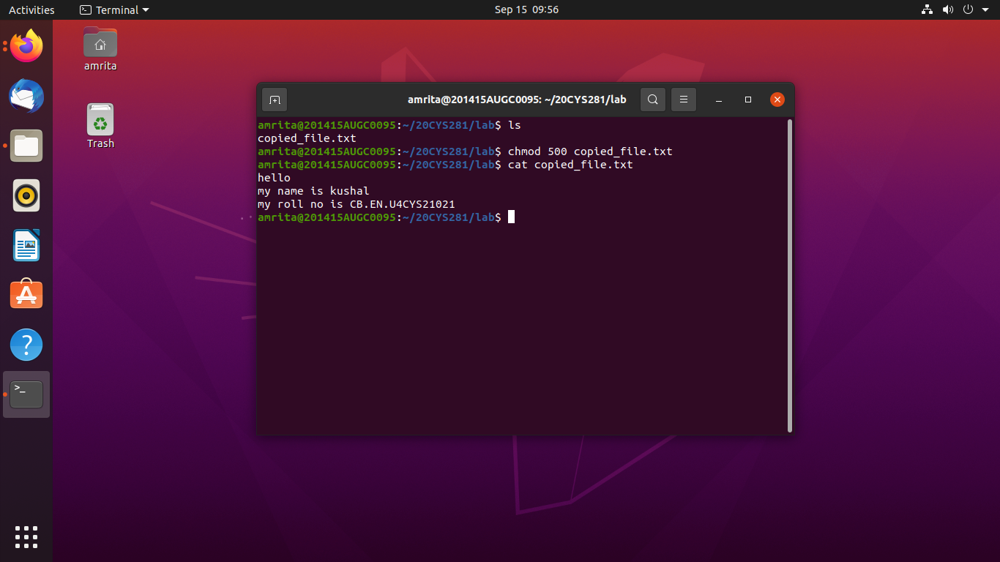 Activities
Terminal
Sep 15 09:56
amrita
Trash
amrita@201415AUGC0095: ~/20CYS281/lab
amrita@201415AUGC0095:~/20CYS281/lab$ ls
copied_file.txt
amrita@201415AUGC0095:~/20CYS281/lab$ chmod 500 copied_file.txt
amrita@201415AUGC0095:~/20CYS281/lab$ cat copied_file.txt
hello
my name is kushal
my roll no is CB.EN.U4CYS21021
amrita@201415AUGC0095:~/20CYS281/lab$